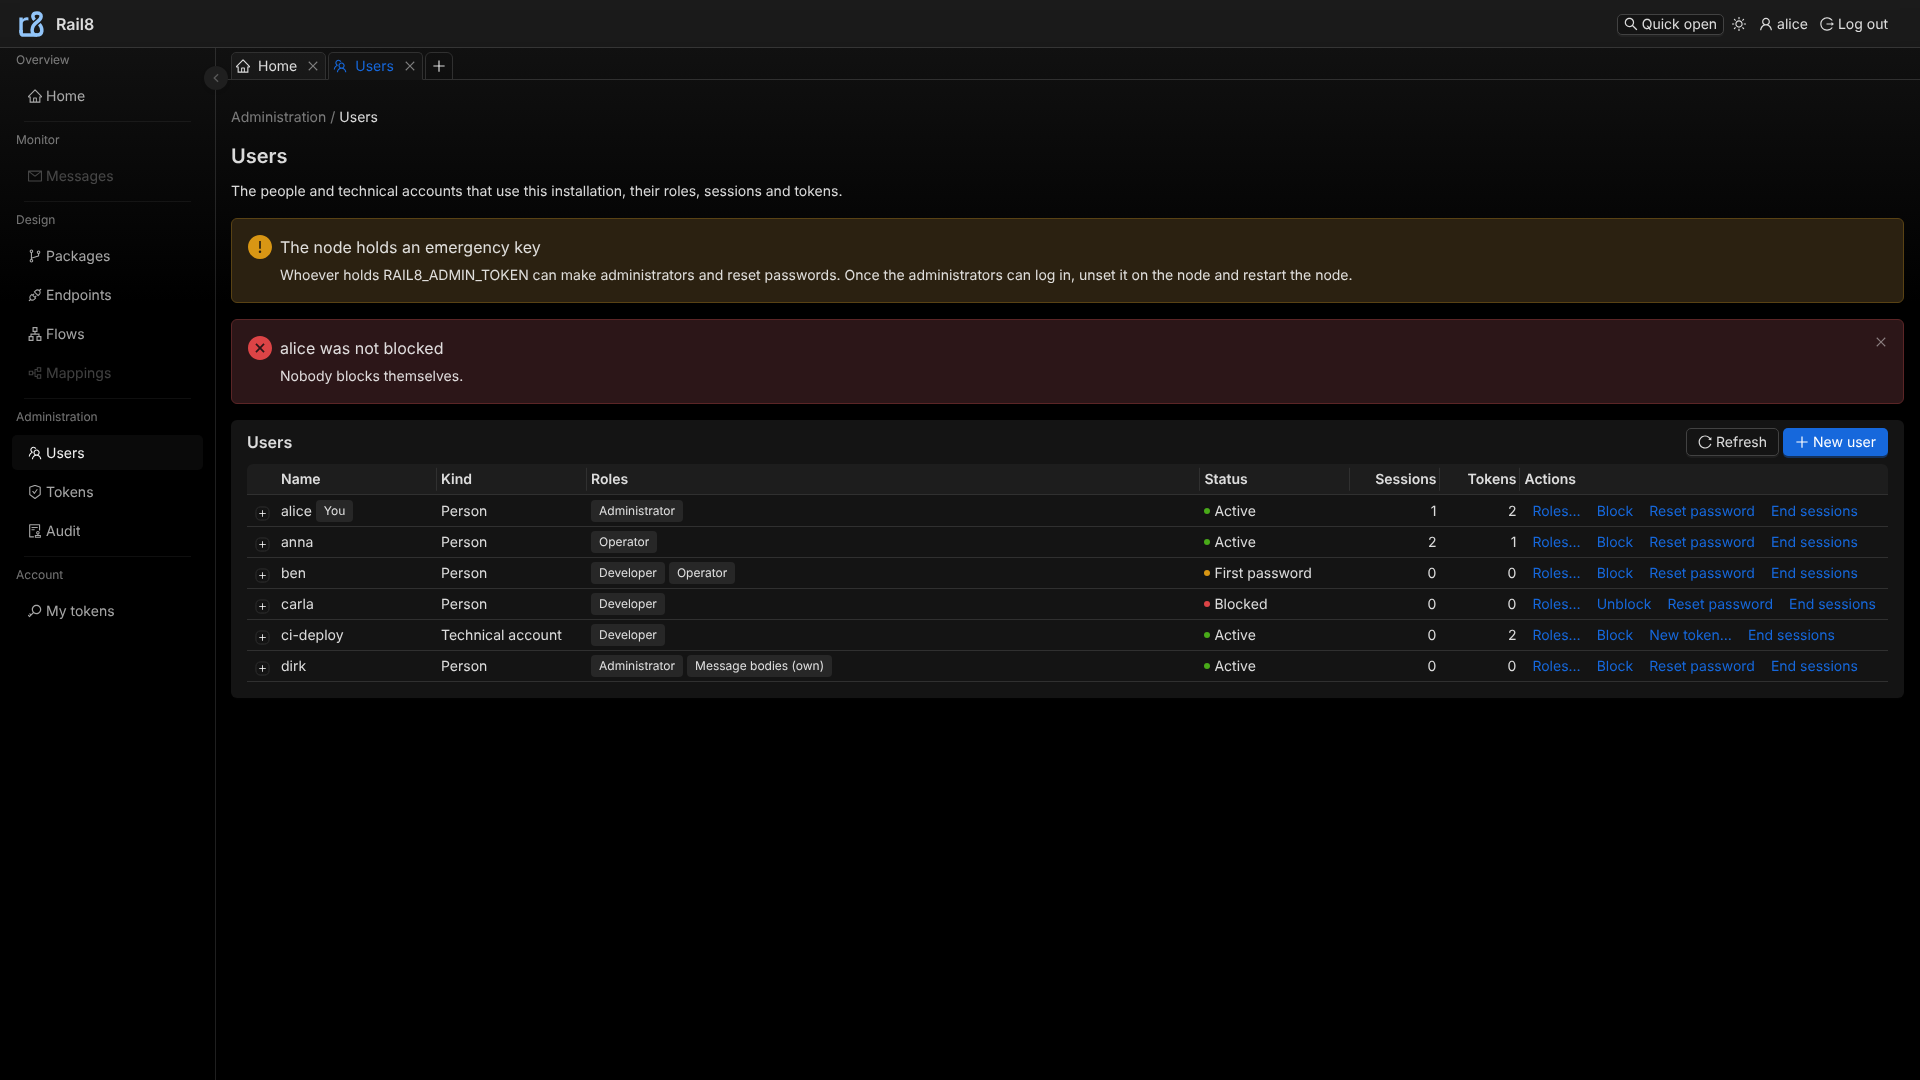 Rail8
Quick open alice Log out
Overview
Home
Monitor
Messages
Design
Packages
Endpoints
Flows
Mappings
Administration
Users
Tokens
Audit
Account
My tokens
Home Users
Administration / Users
Users
The people and technical accounts that use this installation, their roles, sessions and tokens.
The node holds an emergency key
Whoever holds RAIL8_ADMIN_TOKEN can make administrators and reset passwords. Once the administrators can log in, unset it on the node and restart the node.
alice was not blocked
Nobody blocks themselves.
Users Refresh New user
Name Kind Roles Status Sessions Tokens Actions
alice You Person Administrator Active 1 2 Roles... Block Reset password End sessions
anna Person Operator Active 2 1 Roles... Block Reset password End sessions
ben Person Developer Operator First password 0 0 Roles... Block Reset password End sessions
carla Person Developer Blocked 0 0 Roles... Unblock Reset password End sessions
ci-deploy Technical account Developer Active 0 2 Roles... Block New token... End sessions
dirk Person Administrator Message bodies (own) Active 0 0 Roles... Block Reset password End sessions